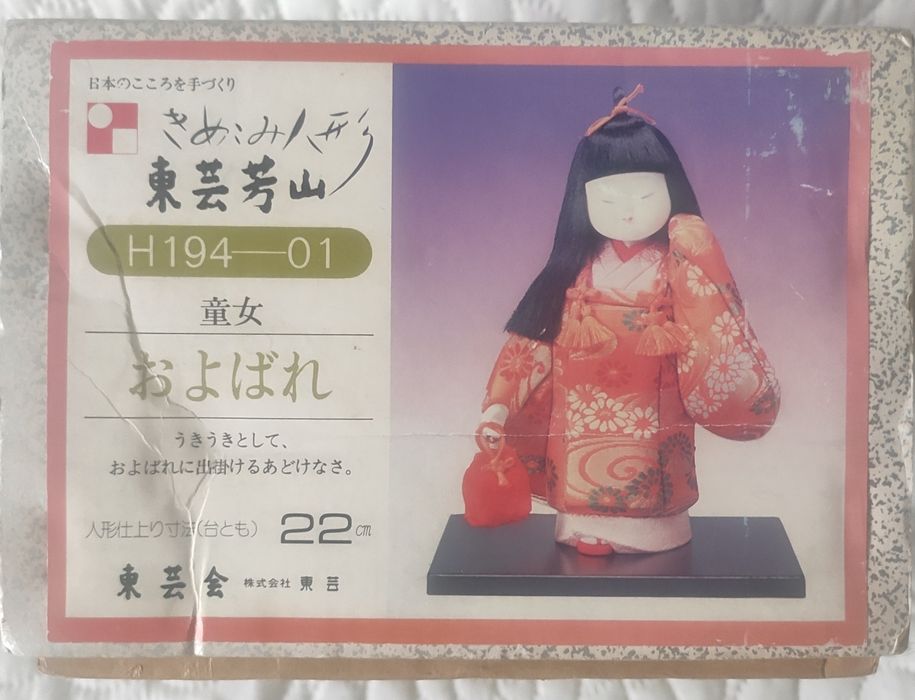 日本のこころを手づくり
きめこみ人形
東芸芳山
H194—01
童女
およばれ
うきうきとして、
およばれに出掛けるあどけなさ。
人形仕上り寸法(台とも) 22cm
東芸会 株式会社 東芸